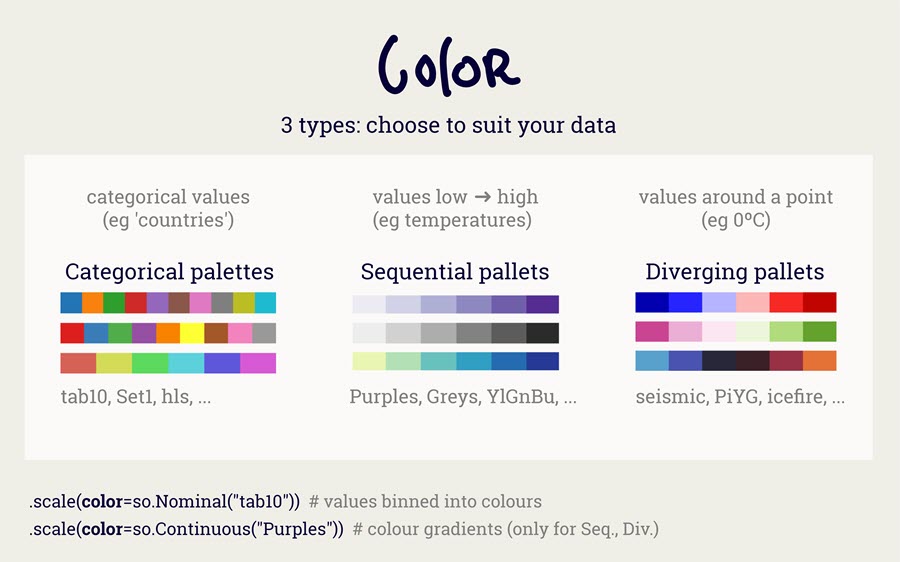 Color
3 types: choose to suit your data
categorical values
(eg 'countries')
values low ➔ high
(eg temperatures)
values around a point
(eg 0ºC)
Categorical palettes
Sequential pallets
Diverging pallets
tab10, Set1, hls, ...
Purples, Greys, YlGnBu, ...
seismic, PiYG, icefire, ...
.scale(color=so.Nominal("tab10")) # values binned into colours
.scale(color=so.Continuous("Purples")) # colour gradients (only for Seq., Div.)